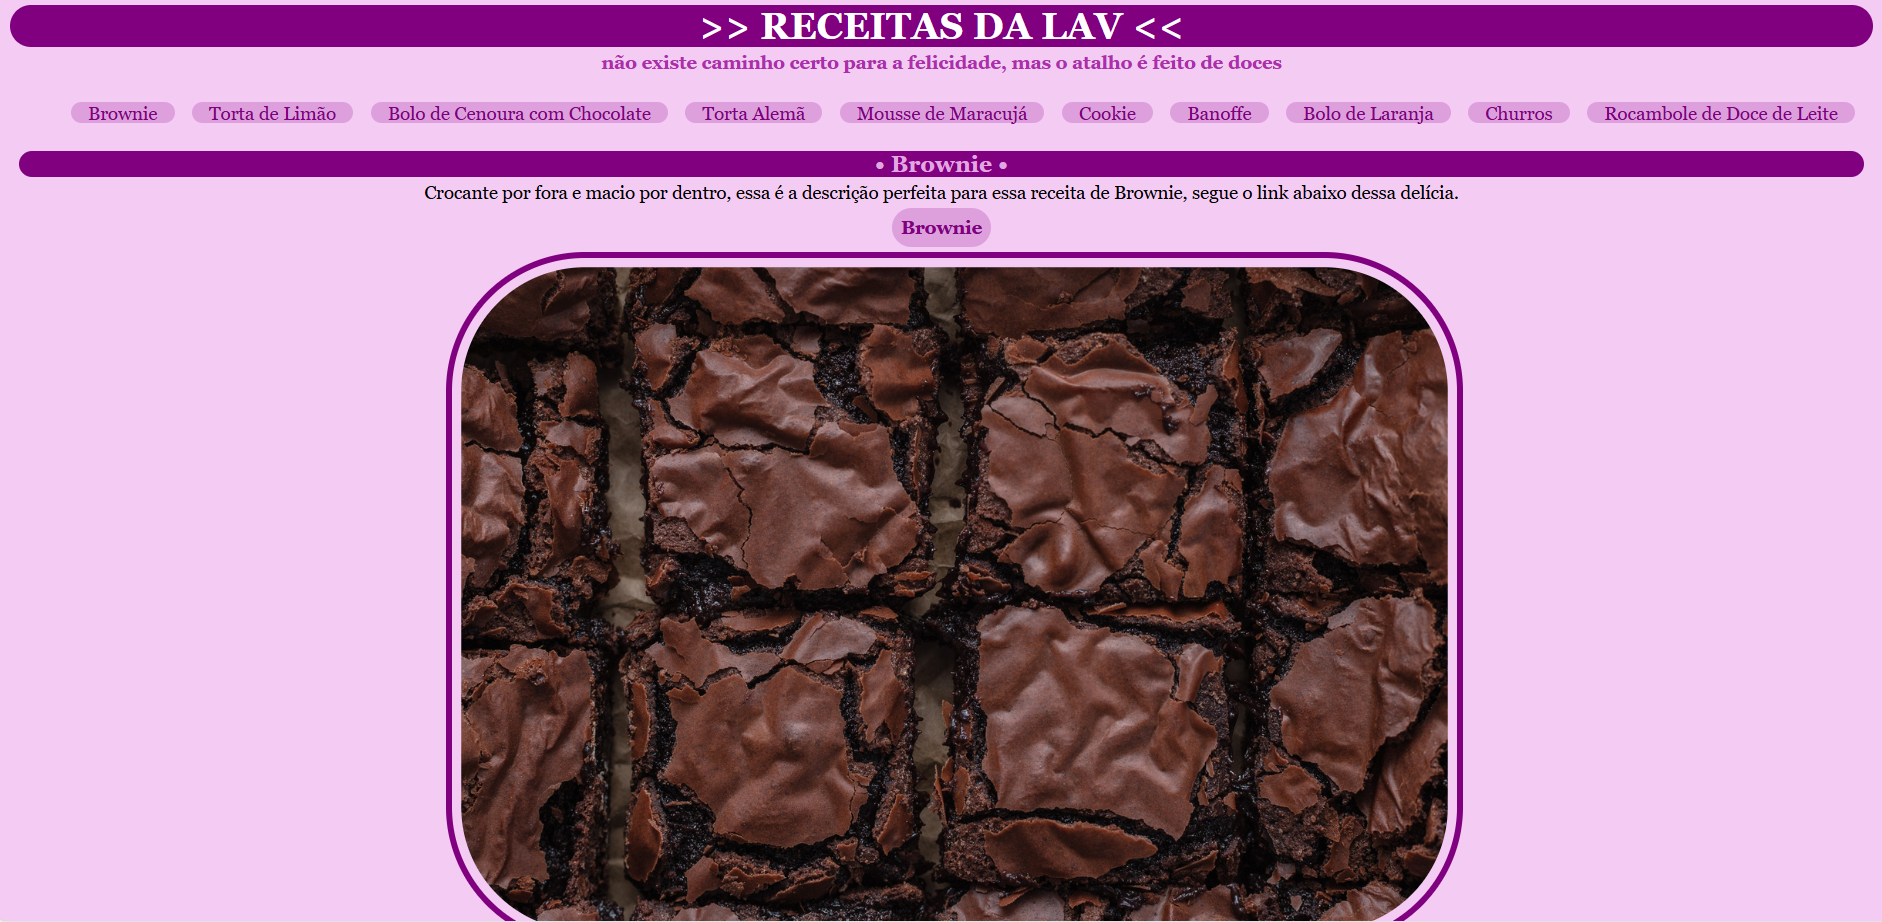 >> RECEITAS DA LAV <<
não existe caminho certo para a felicidade, mas o atalho é feito de doces
Brownie Torta de Limão Bolo de Cenoura com Chocolate Torta Alemã Mousse de Maracujá Cookie Banoffe Bolo de Laranja Churros Rocambole de Doce de Leite
• Brownie •
Crocante por fora e macio por dentro, essa é a descrição perfeita para essa receita de Brownie, segue o link abaixo dessa delícia.
Brownie